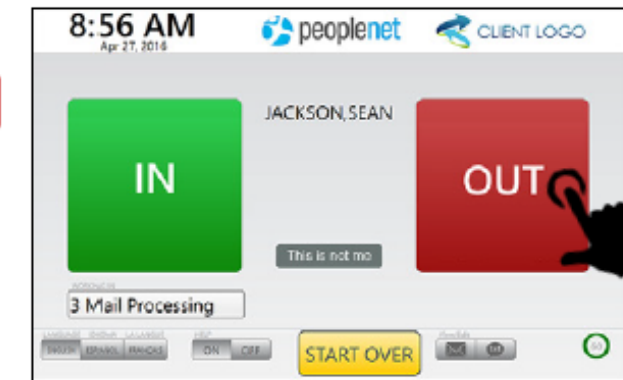 8:56 AM
Apr 27, 2016
peoplenet
CLIENT LOGO
JACKSON,SEAN
IN
OUT
This is not me
3 Mail Processing
ENGLISH ESPAÑOL FRANÇAIS
ON OFF
START OVER